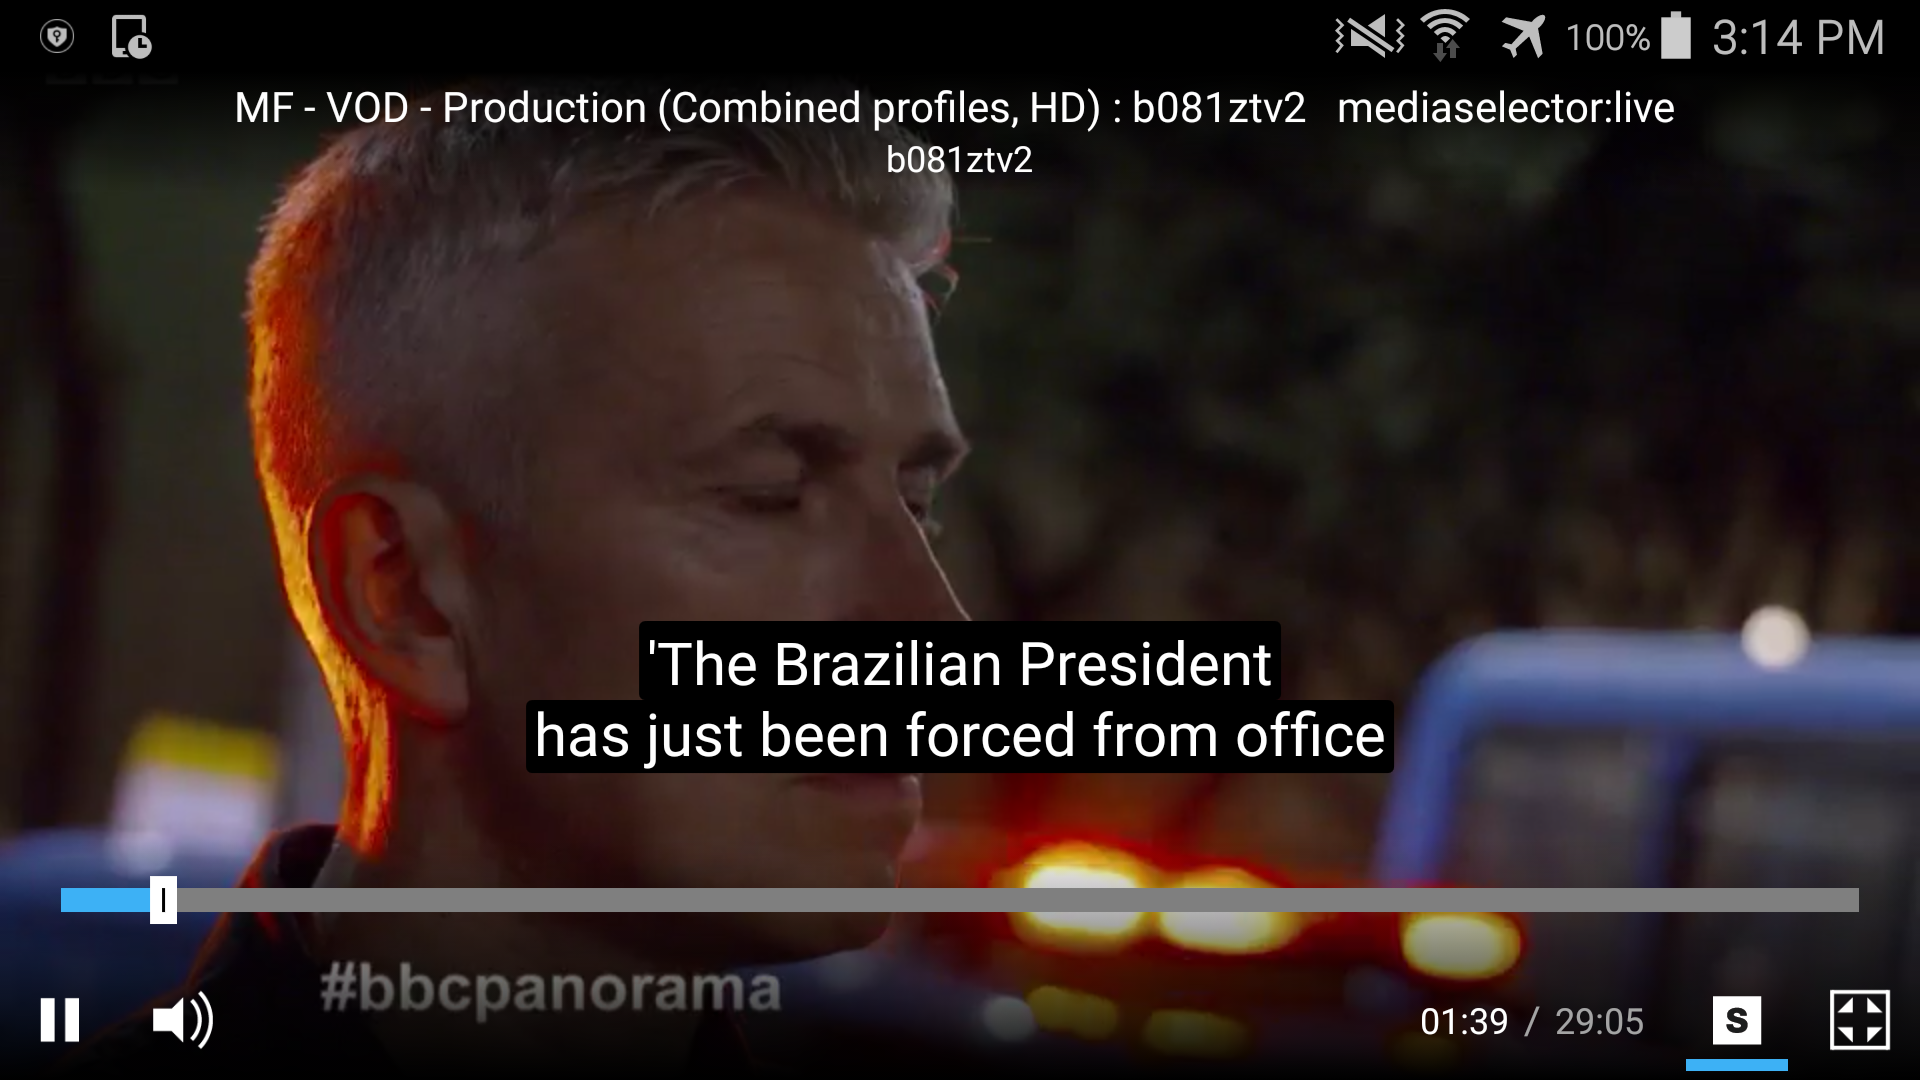 100% 3:14 PM
MF - VOD - Production (Combined profiles, HD) : b081ztv2 mediaselector:live
b081ztv2
'The Brazilian President
has just been forced from office
#bbcpanorama
01:39 / 29:05
S